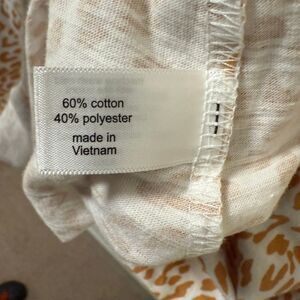 60% cotton
40% polyester
made in
Vietnam